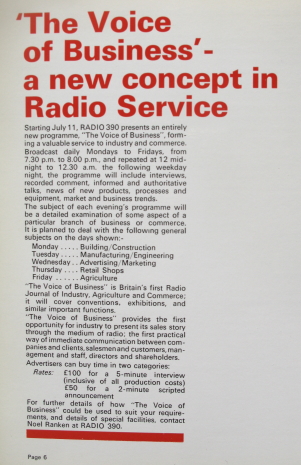 'The Voice
of Business'-
a new concept in
Radio Service
Starting July 11, RADIO 390 presents an entirely
new programme, "The Voice of Business", form-
ing a valuable service to industry and commerce.
Broadcast daily Mondays to Fridays, from
7.30 p.m. to 8.00 p.m., and repeated at 12 mid-
night to 12.30 a.m. the following weekday
night, the programme will include interviews,
recorded comment, informed and authoritative
talks, news of new products, processes and
equipment, market and business trends.
The subject of each evening's programme will
be a detailed examination of some aspect of a
particular branch of business or commerce.
It is planned to deal with the following general
subjects on the days shown:-
Monday ..... Building/Construction
Tuesday ..... Manufacturing/Engineering
Wednesday .. Advertising/Marketing
Thursday .... Retail Shops
Friday ...... Agriculture
"The Voice of Business" is Britain's first Radio
Journal of Industry, Agriculture and Commerce;
it will cover conventions, exhibitions, and
similar important functions.
"The Voice of Business" provides the first
opportunity for industry to present its sales story
through the medium of radio; the first practical
way of immediate communication between com-
panies and clients, salesmen and customers, man-
agement and staff, directors and shareholders.
Advertisers can buy time in two categories:
Rates: £100 for a 5-minute interview
(inclusive of all production costs)
£50 for a 2-minute scripted
announcement
For further details of how "The Voice of
Business" could be used to suit your require-
ments, and details of special facilities, contact
Noel Ranken at RADIO 390.
Page 6